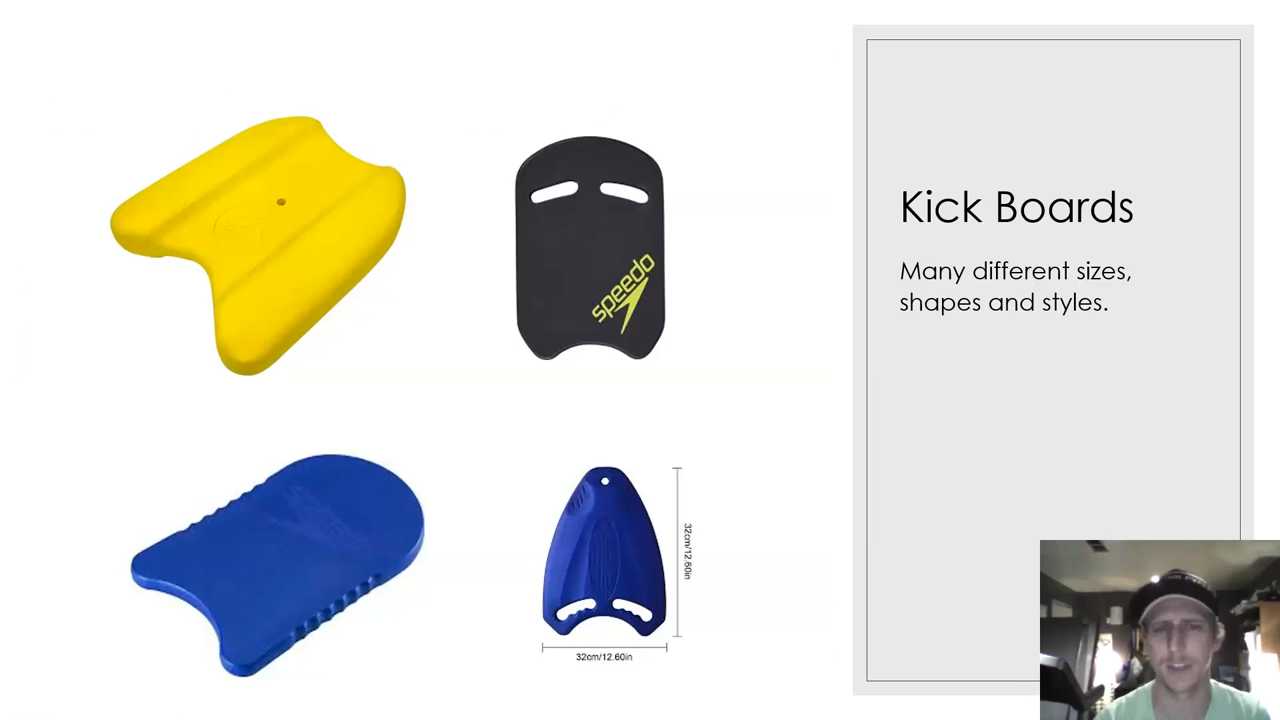 Kick Boards
Many different sizes,
shapes and styles.
speedo
32cm/12.60in
32cm/12.60in